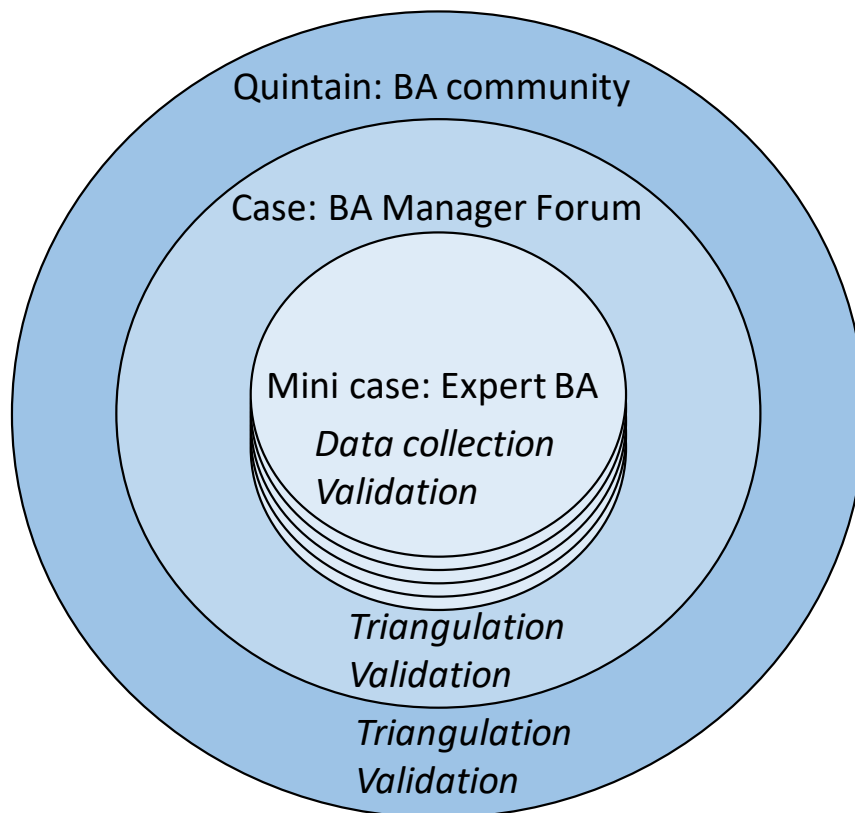 Quintain: BA community
Case: BA Manager Forum
Mini case: Expert BA
Data collection
Validation
Triangulation
Validation
Triangulation
Validation